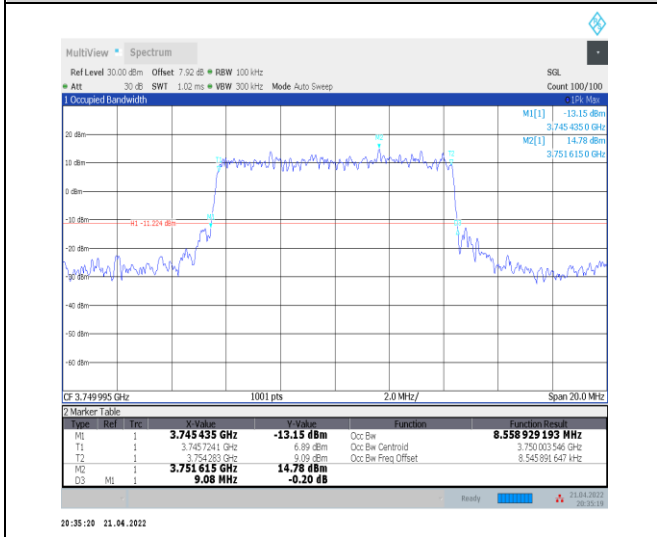 MultiView Spectrum
Ref Level 30.00 dBm Offset 7.92 dB RBW 100 kHz SGL
Att 30 dB SWT 1.02 ms VBW 300 kHz Mode Auto Sweep Count 100/100
1 Occupied Bandwidth 1Pk Max
M1[1] -13.15 dBm
3.745 435 0 GHz
M2[1] 14.78 dBm
3.751 615 0 GHz
20 dBm
M2
T1 T2
10 dBm
0 dBm
M1
-10 dBm
H1 -11.224 dBm
-20 dBm
-30 dBm
-40 dBm
-50 dBm
-60 dBm
CF 3.749 995 GHz 1001 pts 2.0 MHz/ Span 20.0 MHz
2 Marker Table
Type Ref Trc X-Value Y-Value Function Function Result
M1 1 3.745 435 GHz -13.15 dBm Occ Bw 8.558 929 193 MHz
T1 1 3.745 7241 GHz 6.89 dBm Occ Bw Centroid 3.750 003 546 GHz
T2 1 3.754 283 GHz 9.09 dBm Occ Bw Freq Offset 8.545 891 647 kHz
M2 1 3.751 615 GHz 14.78 dBm
D3 M1 1 9.08 MHz -0.20 dB
Ready 21.04.2022
20:35:19
20:35:20 21.04.2022